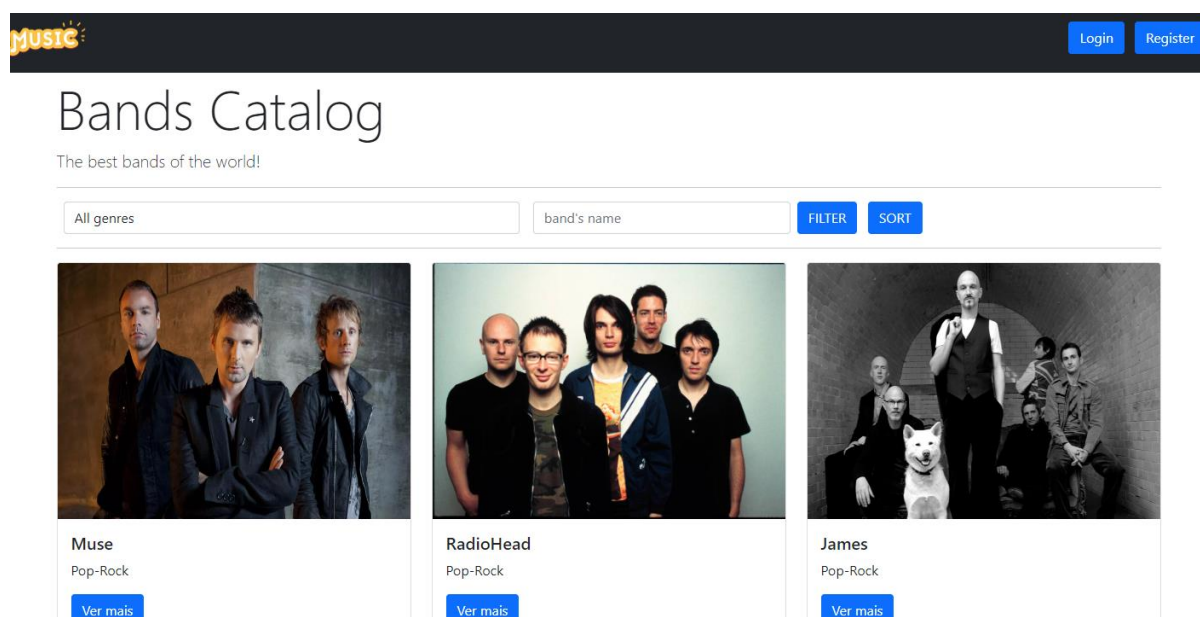 MUSIC
Login Register
Bands Catalog
The best bands of the world!
All genres band's name FILTER SORT
Muse RadioHead James
Pop-Rock Pop-Rock Pop-Rock
Ver mais Ver mais Ver mais